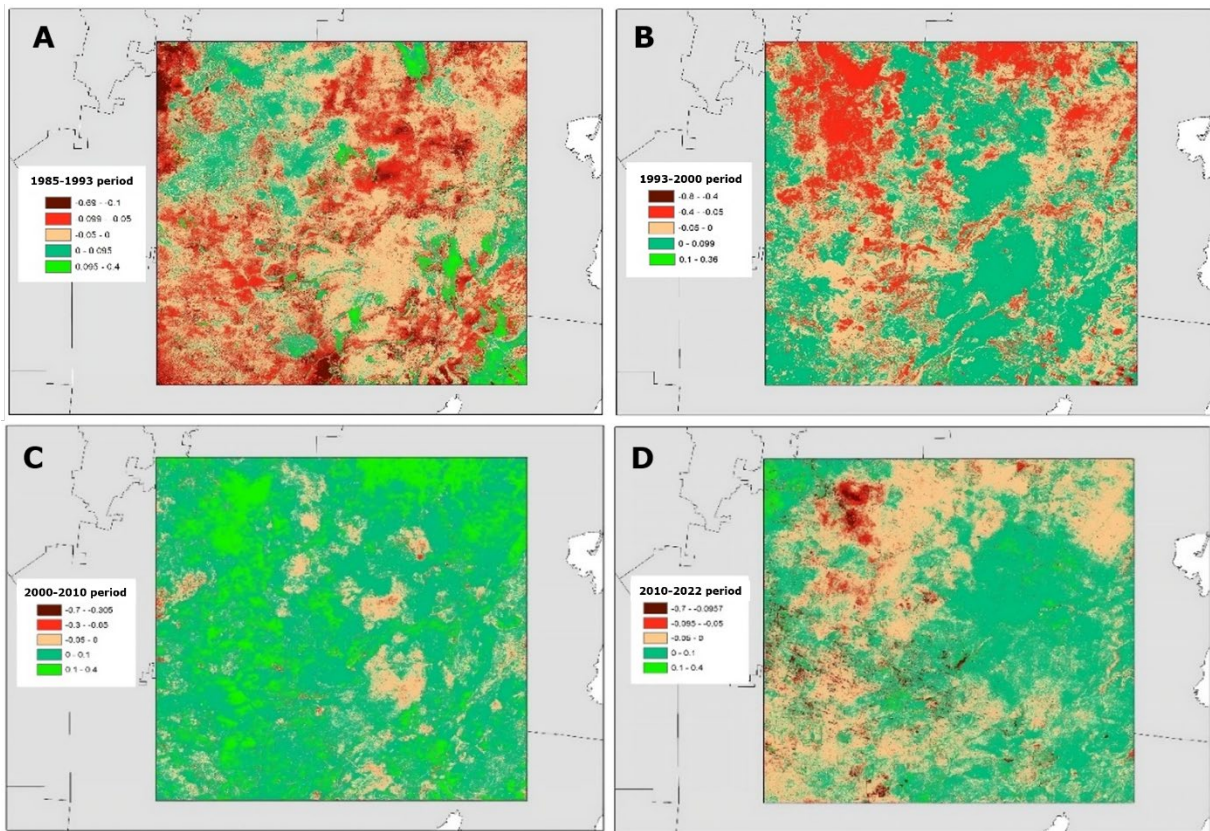 A
1985-1993 period
-0.69 - -0.1
-0.099 - -0.05
-0.05 - 0
0 - 0.095
0.095 - 0.4
B
1993-2000 period
-0.6 - -0.4
-0.4 - -0.05
-0.05 - 0
0 - 0.099
0.1 - 0.36
C
2000-2010 period
-0.7 - -0.305
-0.3 - -0.05
-0.05 - 0
0 - 0.1
0.1 - 0.4
D
2010-2022 period
-0.7 - -0.0957
-0.095 - -0.05
-0.05 - 0
0 - 0.1
0.1 - 0.4